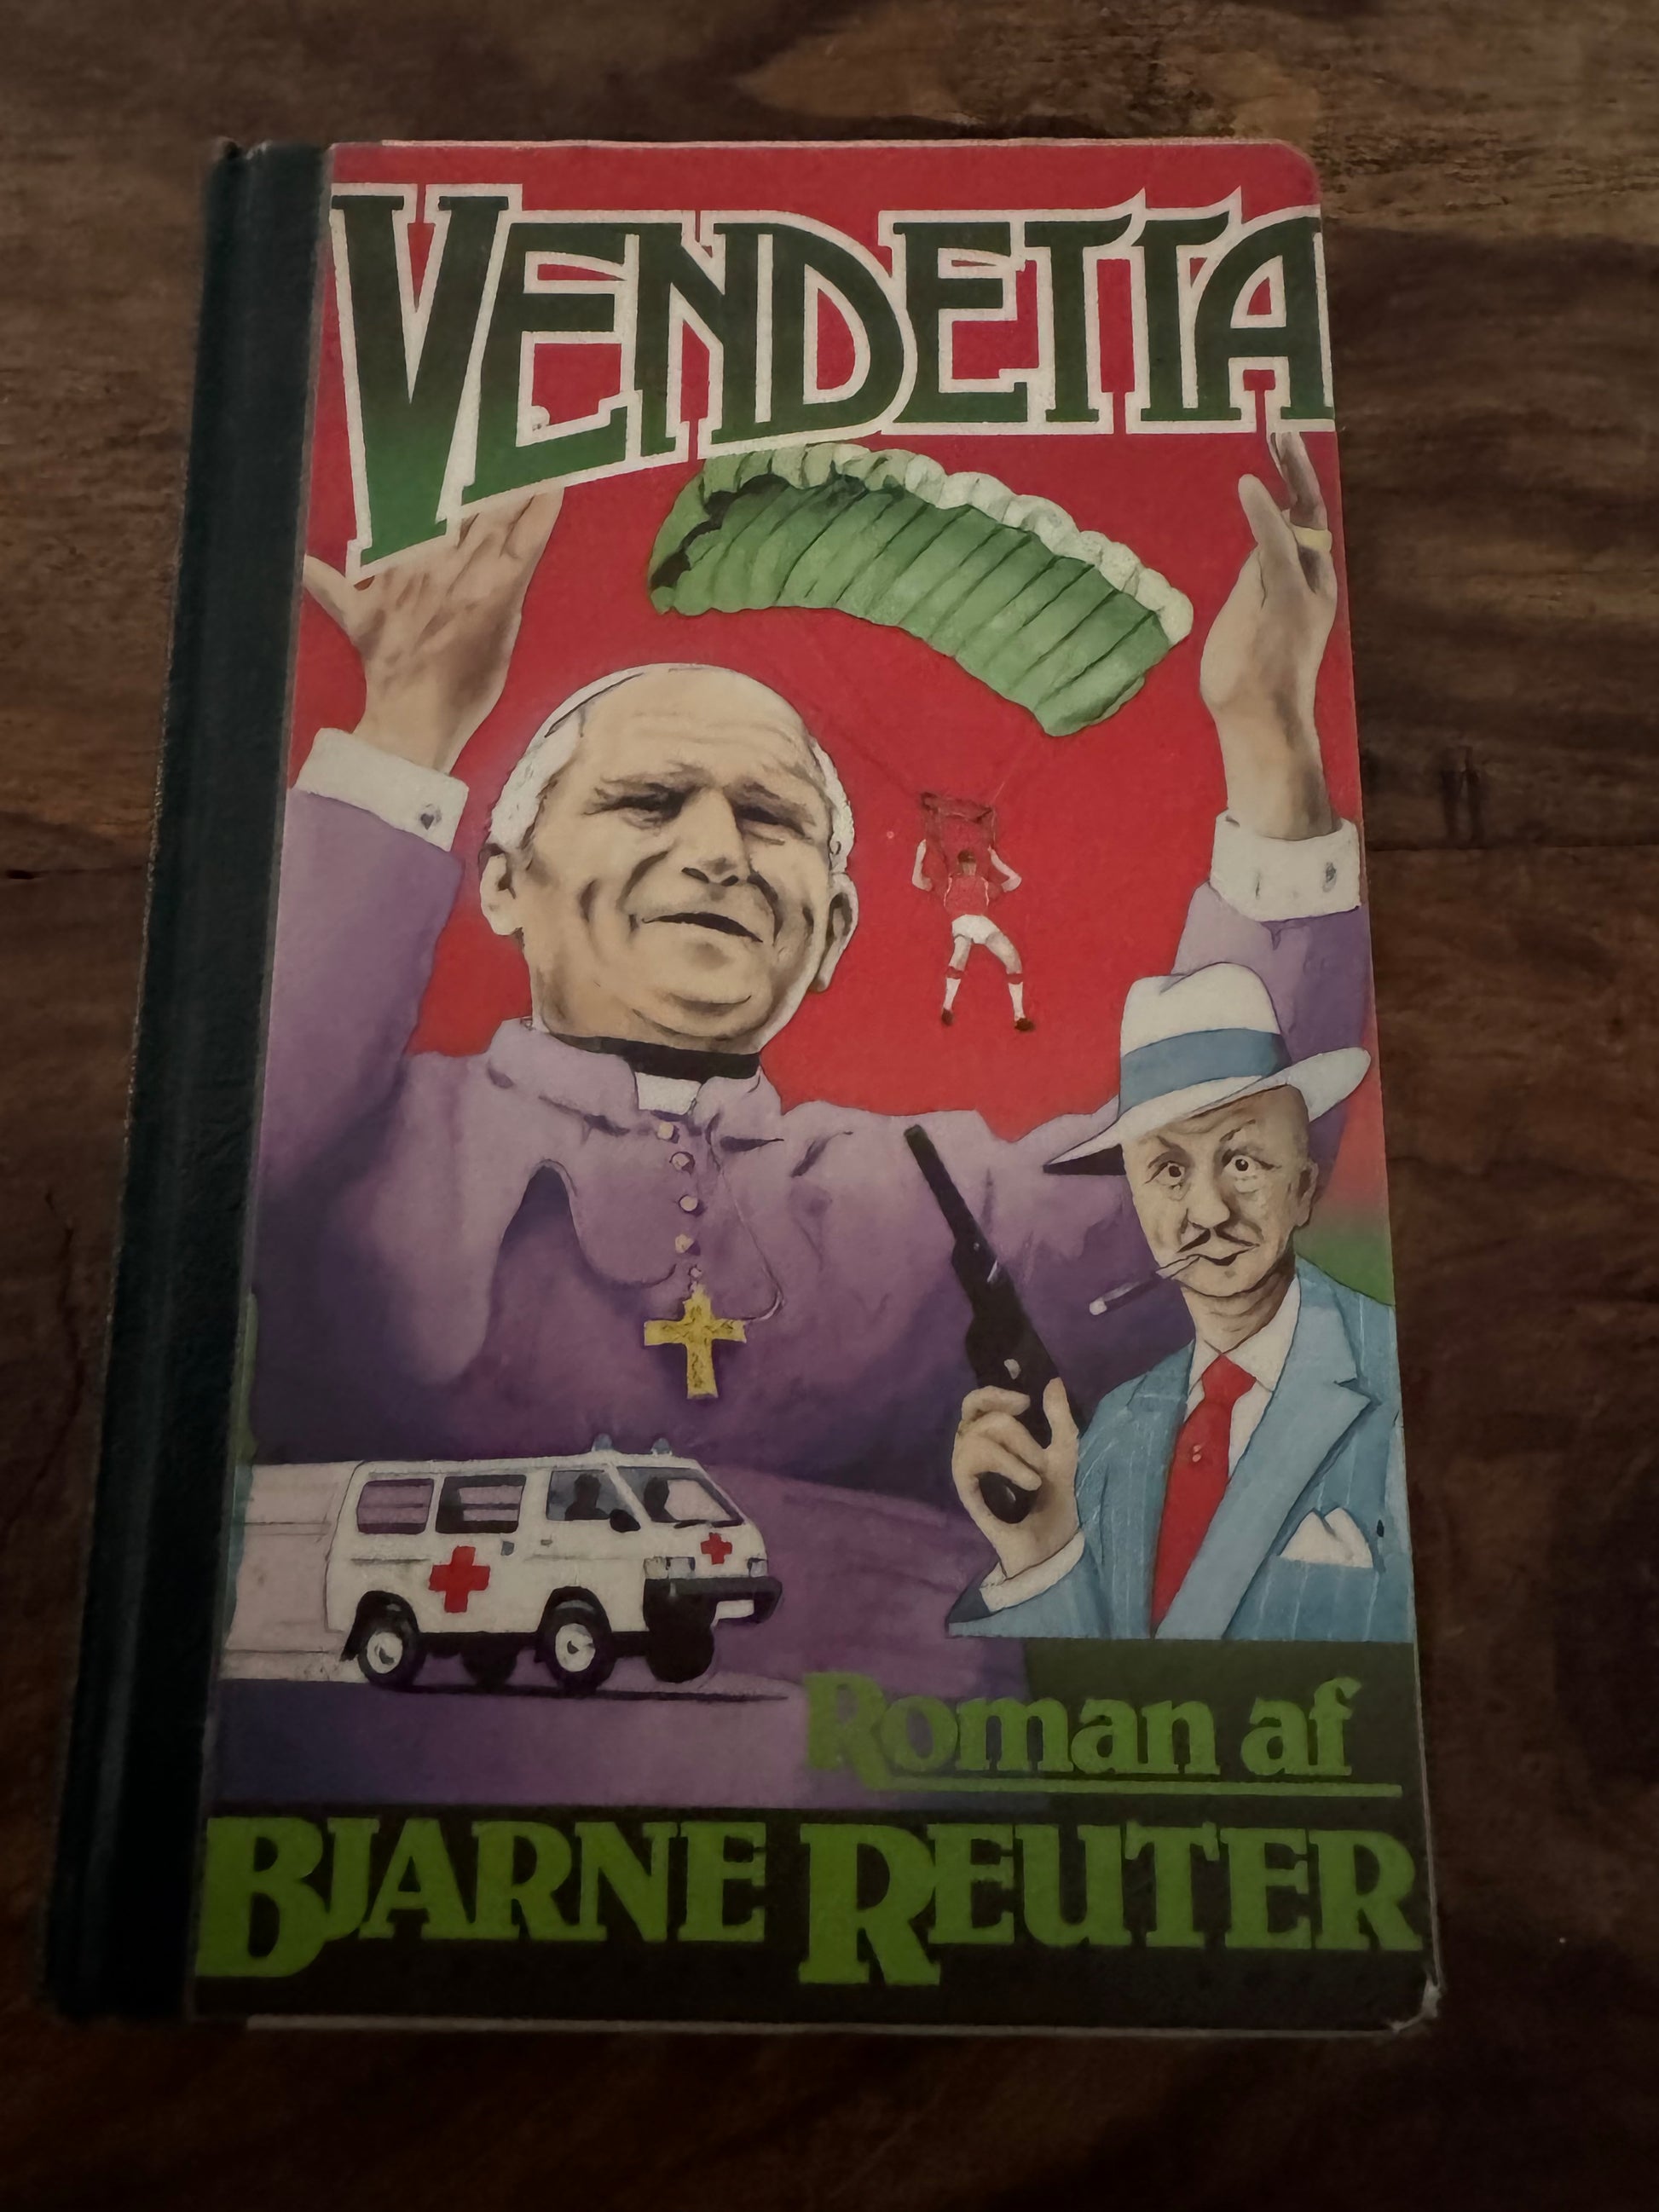 VENDETTA
Roman af
BJARNE REUTER